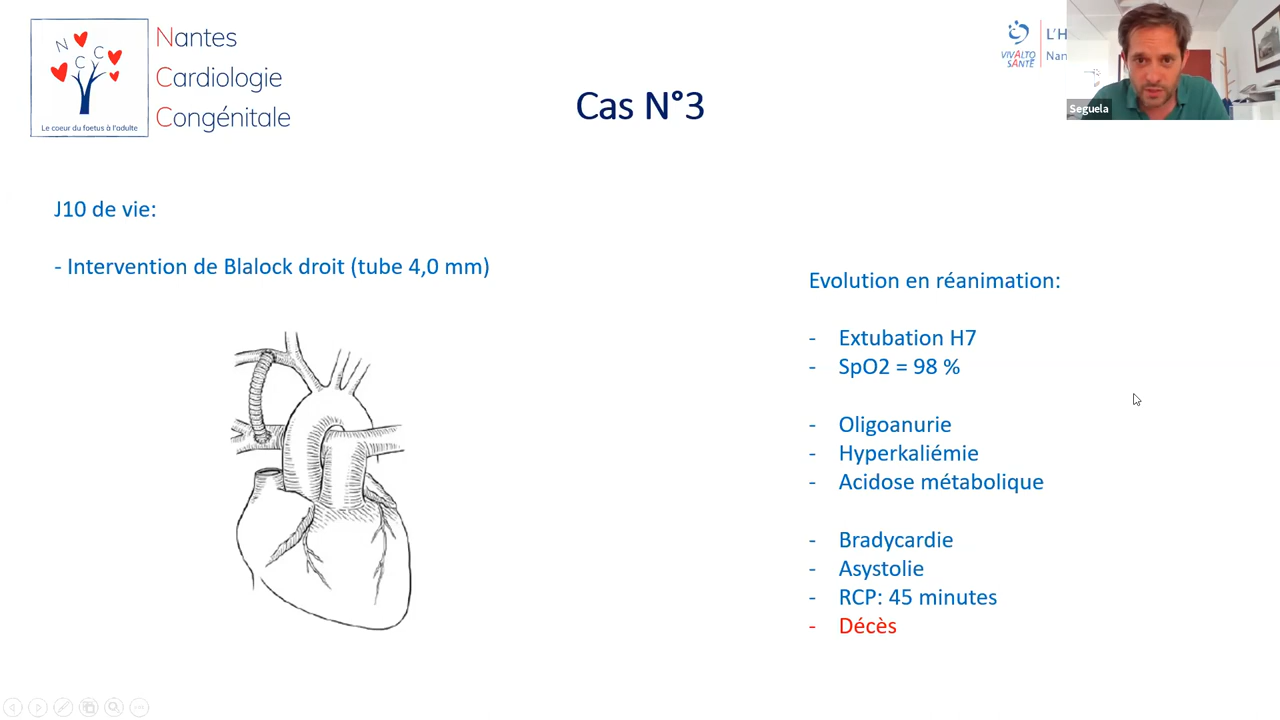 N C C
Le coeur du foetus à l'adulte
Nantes
Cardiologie
Congénitale
VIVALTO
SANTÉ
L'H
Nan
Seguela
Cas N°3
J10 de vie:
- Intervention de Blalock droit (tube 4,0 mm)
Evolution en réanimation:
- Extubation H7
- SpO2 = 98 %
- Oligoanurie
- Hyperkaliémie
- Acidose métabolique
- Bradycardie
- Asystolie
- RCP: 45 minutes
- Décès